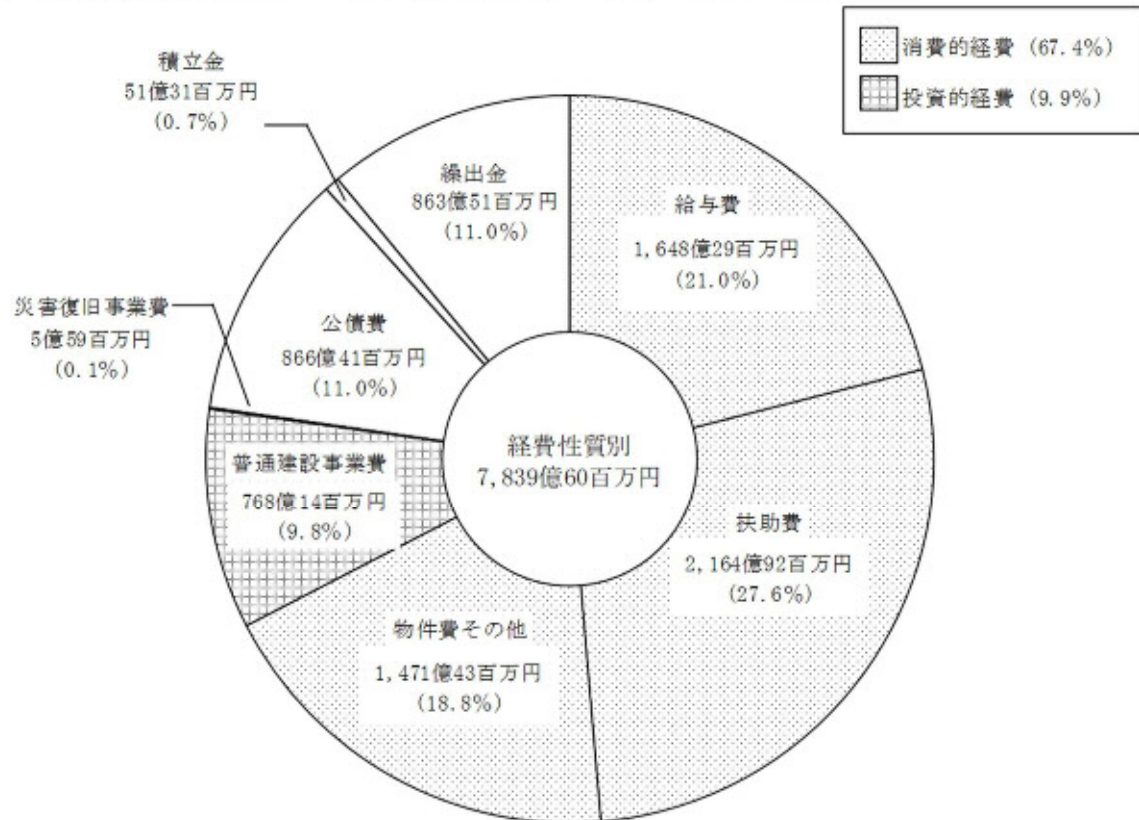 消費的経費 (67.4%)
投資的経費 (9.9%)
積立金
51億31百万円
(0.7%)
繰出金
863億51百万円
(11.0%)
給与費
1,648億29百万円
(21.0%)
災害復旧事業費
5億59百万円
(0.1%)
公債費
866億41百万円
(11.0%)
経費性質別
7,839億60百万円
普通建設事業費
768億14百万円
(9.8%)
扶助費
2,164億92百万円
(27.6%)
物件費その他
1,471億43百万円
(18.8%)